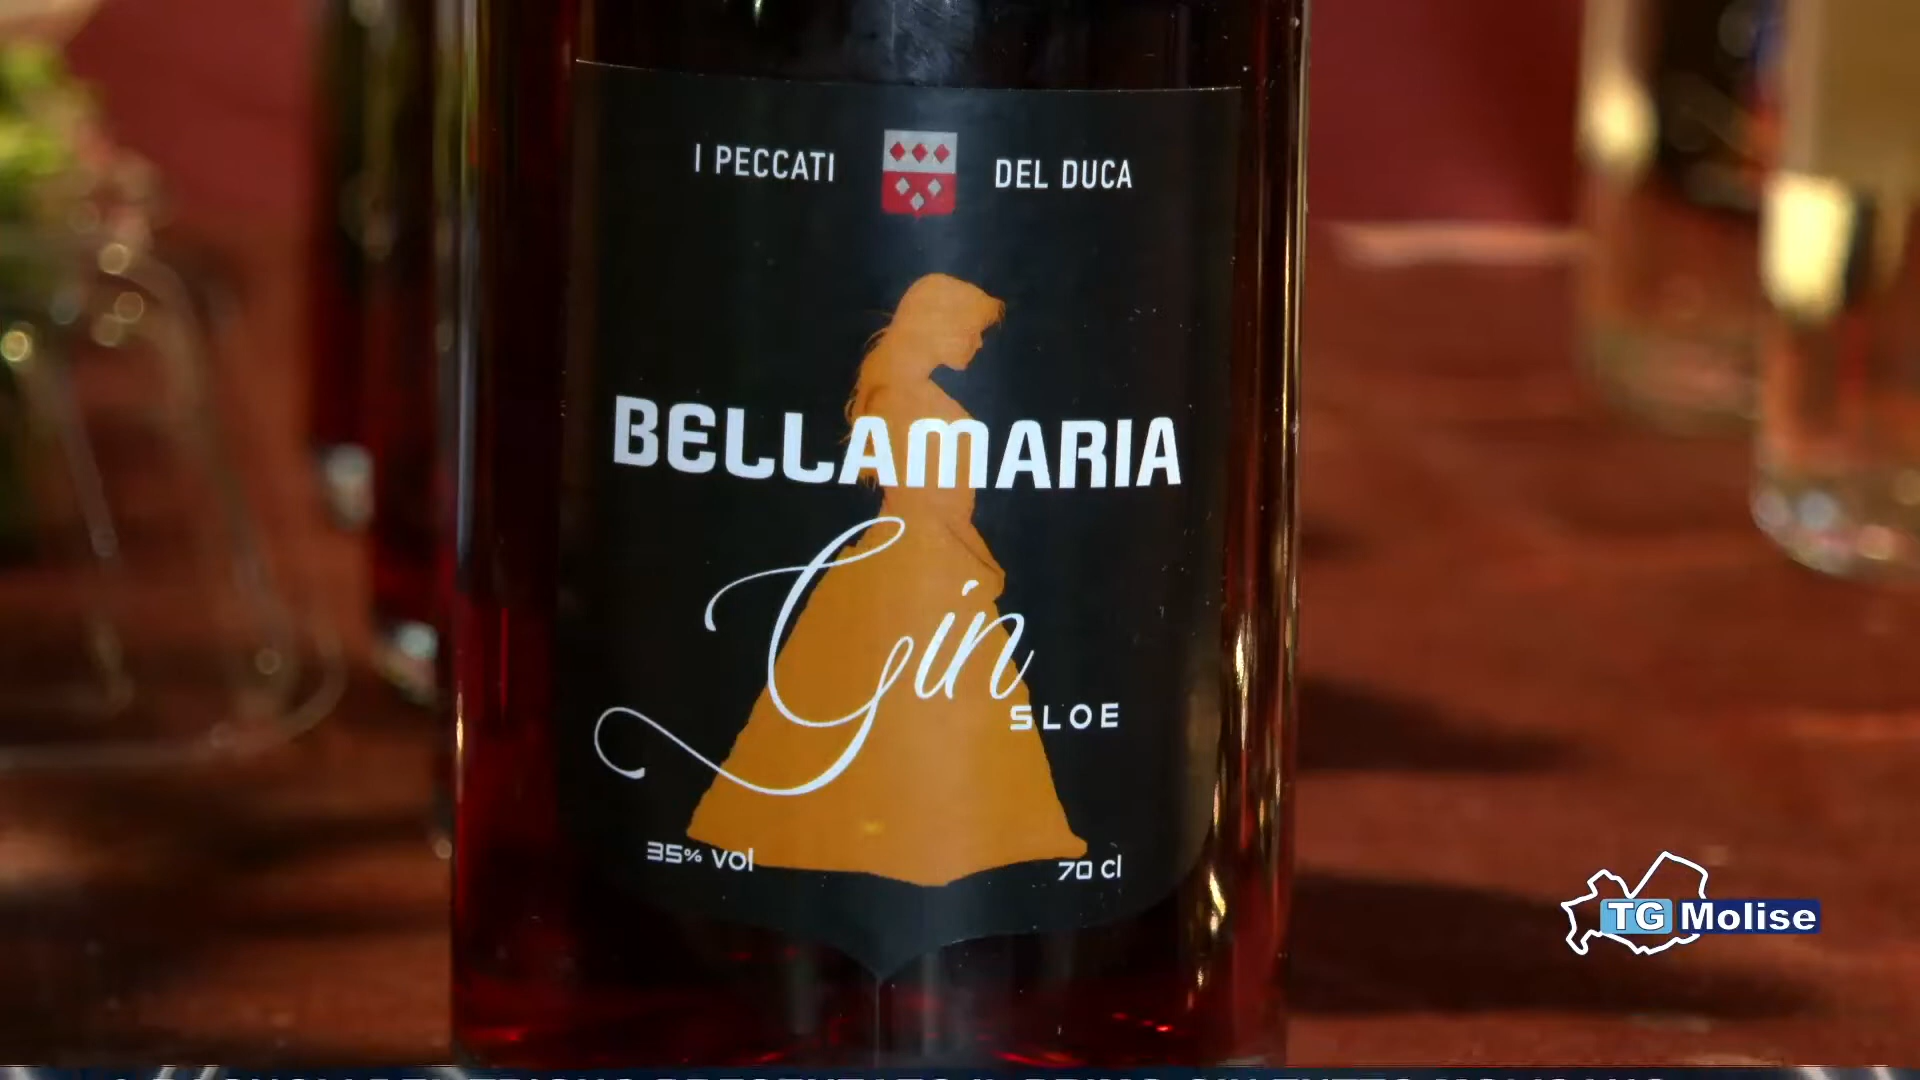 I PECCATI DEL DUCA
BELLAMARIA
Gin
SLOE
35% vol 70 cl
TG Molise